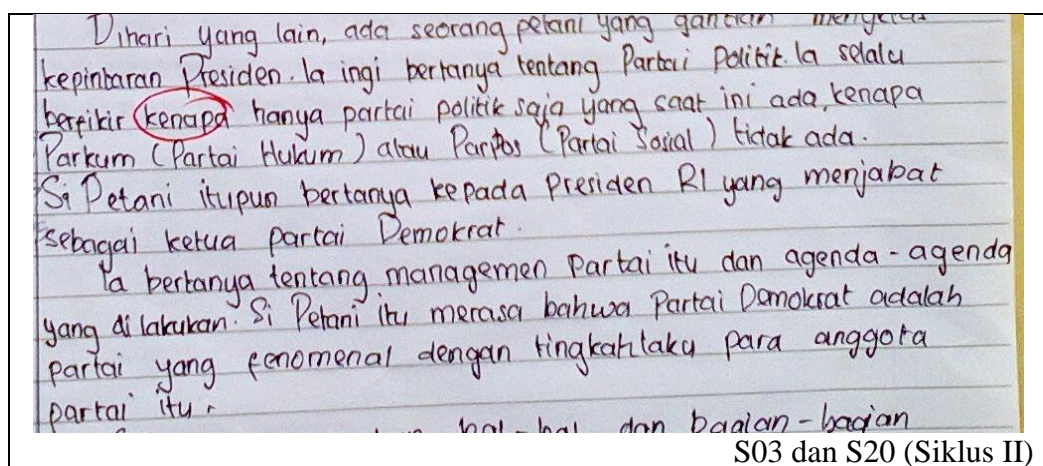 Dihari yang lain, ada seorang petani yang gantian
kepintaran Presiden. Ia ingi bertanya tentang Partai Politik. Ia selalu
berfikir kenapa hanya partai politik saja yang saat ini ada, kenapa
Parkum (Partai Hukum) atau Parsos (Partai Sosial) tidak ada.
Si Petani itupun bertanya kepada Presiden RI yang menjabat
sebagai ketua partai Demokrat.
Ia bertanya tentang managemen Partai itu dan agenda-agenda
yang di lakukan. Si Petani itu merasa bahwa Partai Demokrat adalah
partai yang fenomenal dengan tingkahlaku para anggota
partai itu.
hal-hal dan bagian-bagian
S03 dan S20 (Siklus II)